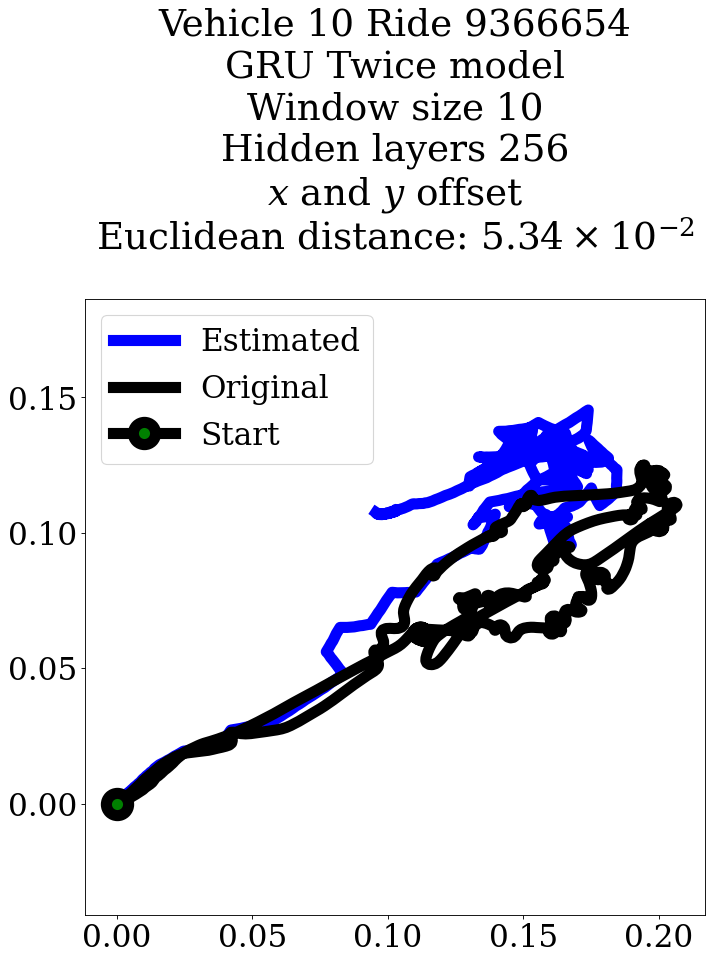 Vehicle 10 Ride 9366654
GRU Twice model
Window size 10
Hidden layers 256
x and y offset
Euclidean distance: 5.34 × 10⁻²
Estimated
Original
Start
0.15
0.10
0.05
0.00
0.00 0.05 0.10 0.15 0.20